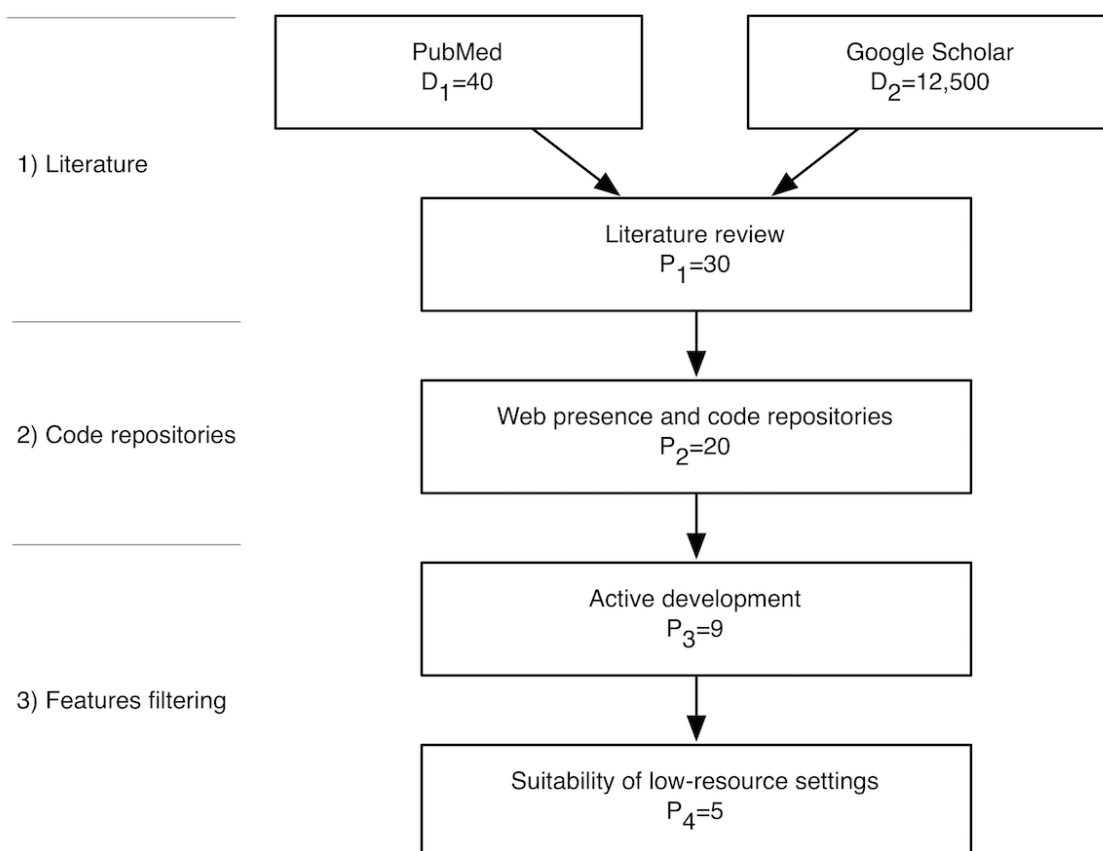 PubMed
D1=40
Google Scholar
D2=12,500
1) Literature
Literature review
P1=30
2) Code repositories
Web presence and code repositories
P2=20
Active development
P3=9
3) Features filtering
Suitability of low-resource settings
P4=5